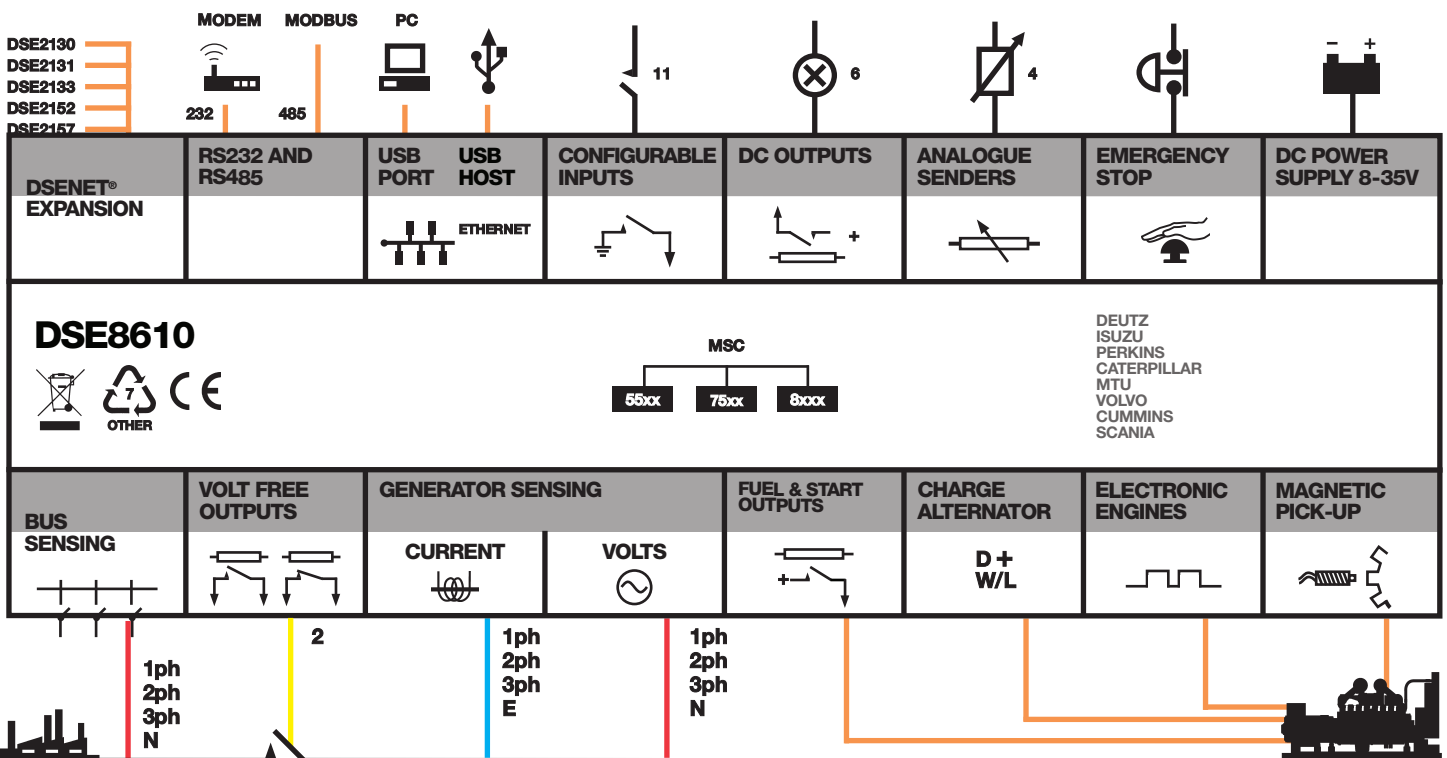 MODEM
MODBUS
PC
DSE2130
DSE2131
DSE2133
DSE2152
DSE2157
232
485
11
6
4
– +
DSENET®
EXPANSION
RS232 AND
RS485
USB
PORT
USB
HOST
ETHERNET
CONFIGURABLE
INPUTS
DC OUTPUTS
+
ANALOGUE
SENDERS
EMERGENCY
STOP
DC POWER
SUPPLY 8-35V
DSE8610
7
OTHER
CE
MSC
55xx
75xx
8xxx
DEUTZ
ISUZU
PERKINS
CATERPILLAR
MTU
VOLVO
CUMMINS
SCANIA
BUS
SENSING
VOLT FREE
OUTPUTS
GENERATOR SENSING
CURRENT
VOLTS
FUEL & START
OUTPUTS
+
CHARGE
ALTERNATOR
D+
W/L
ELECTRONIC
ENGINES
MAGNETIC
PICK-UP
1ph
2ph
3ph
N
2
1ph
2ph
3ph
E
1ph
2ph
3ph
N